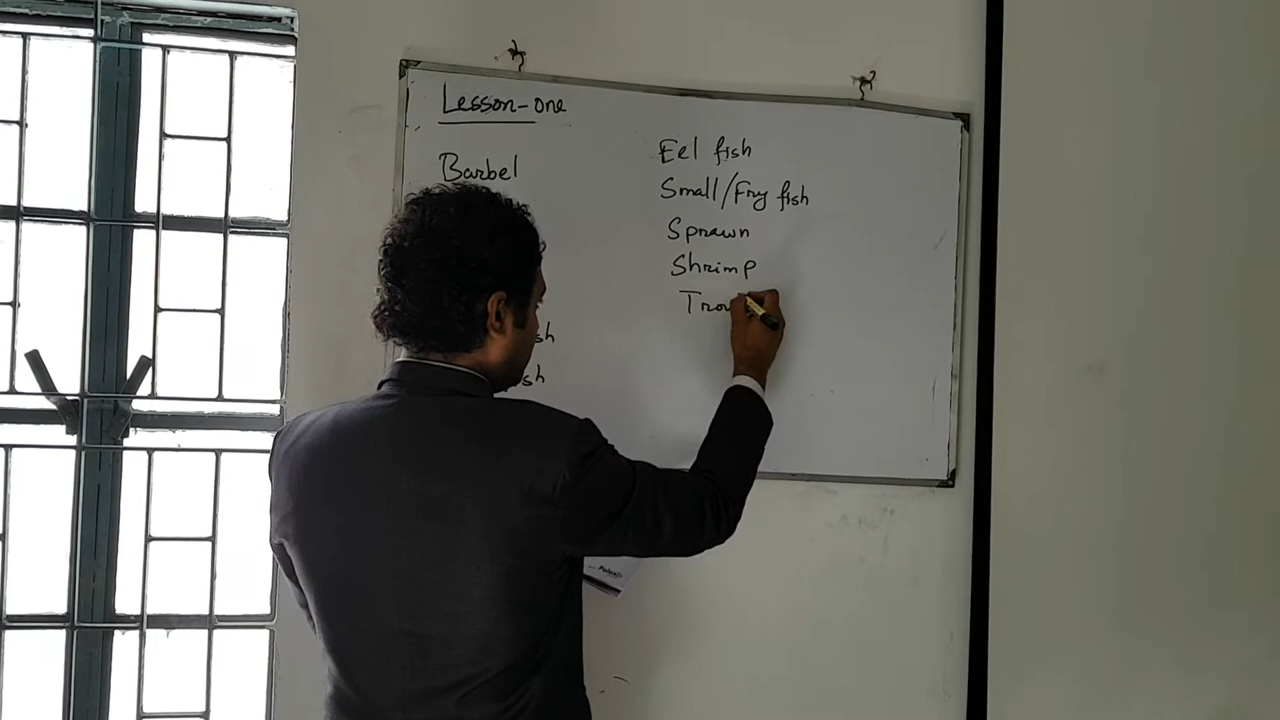 Lesson-one
Barbel
sh
sh
Eel fish
Small/Fry fish
Sprawn
Shrimp
Trou